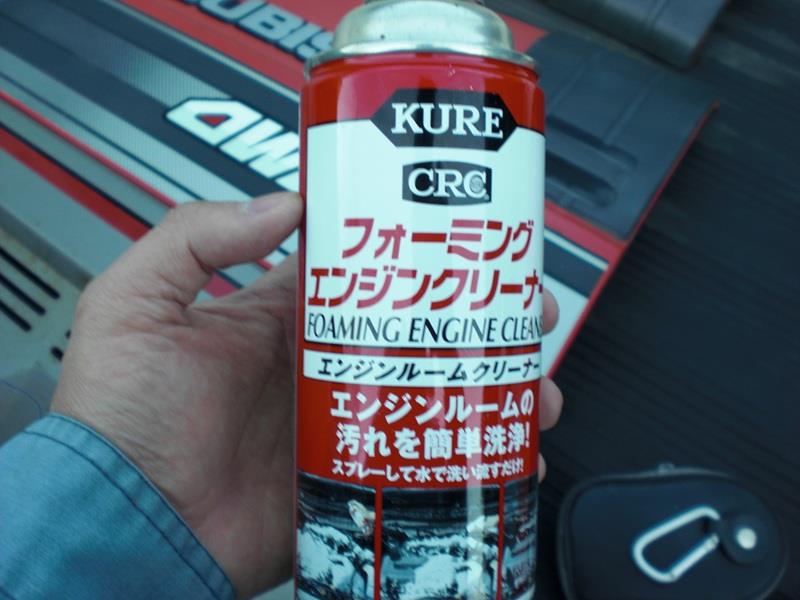 KURE
CRC
フォーミング
エンジンクリーナー
FOAMING ENGINE CLEANE
エンジンルームクリーナー
エンジンルームの
汚れを簡単洗浄!
スプレーして水で洗い流すだけ!
4WD
UBIS